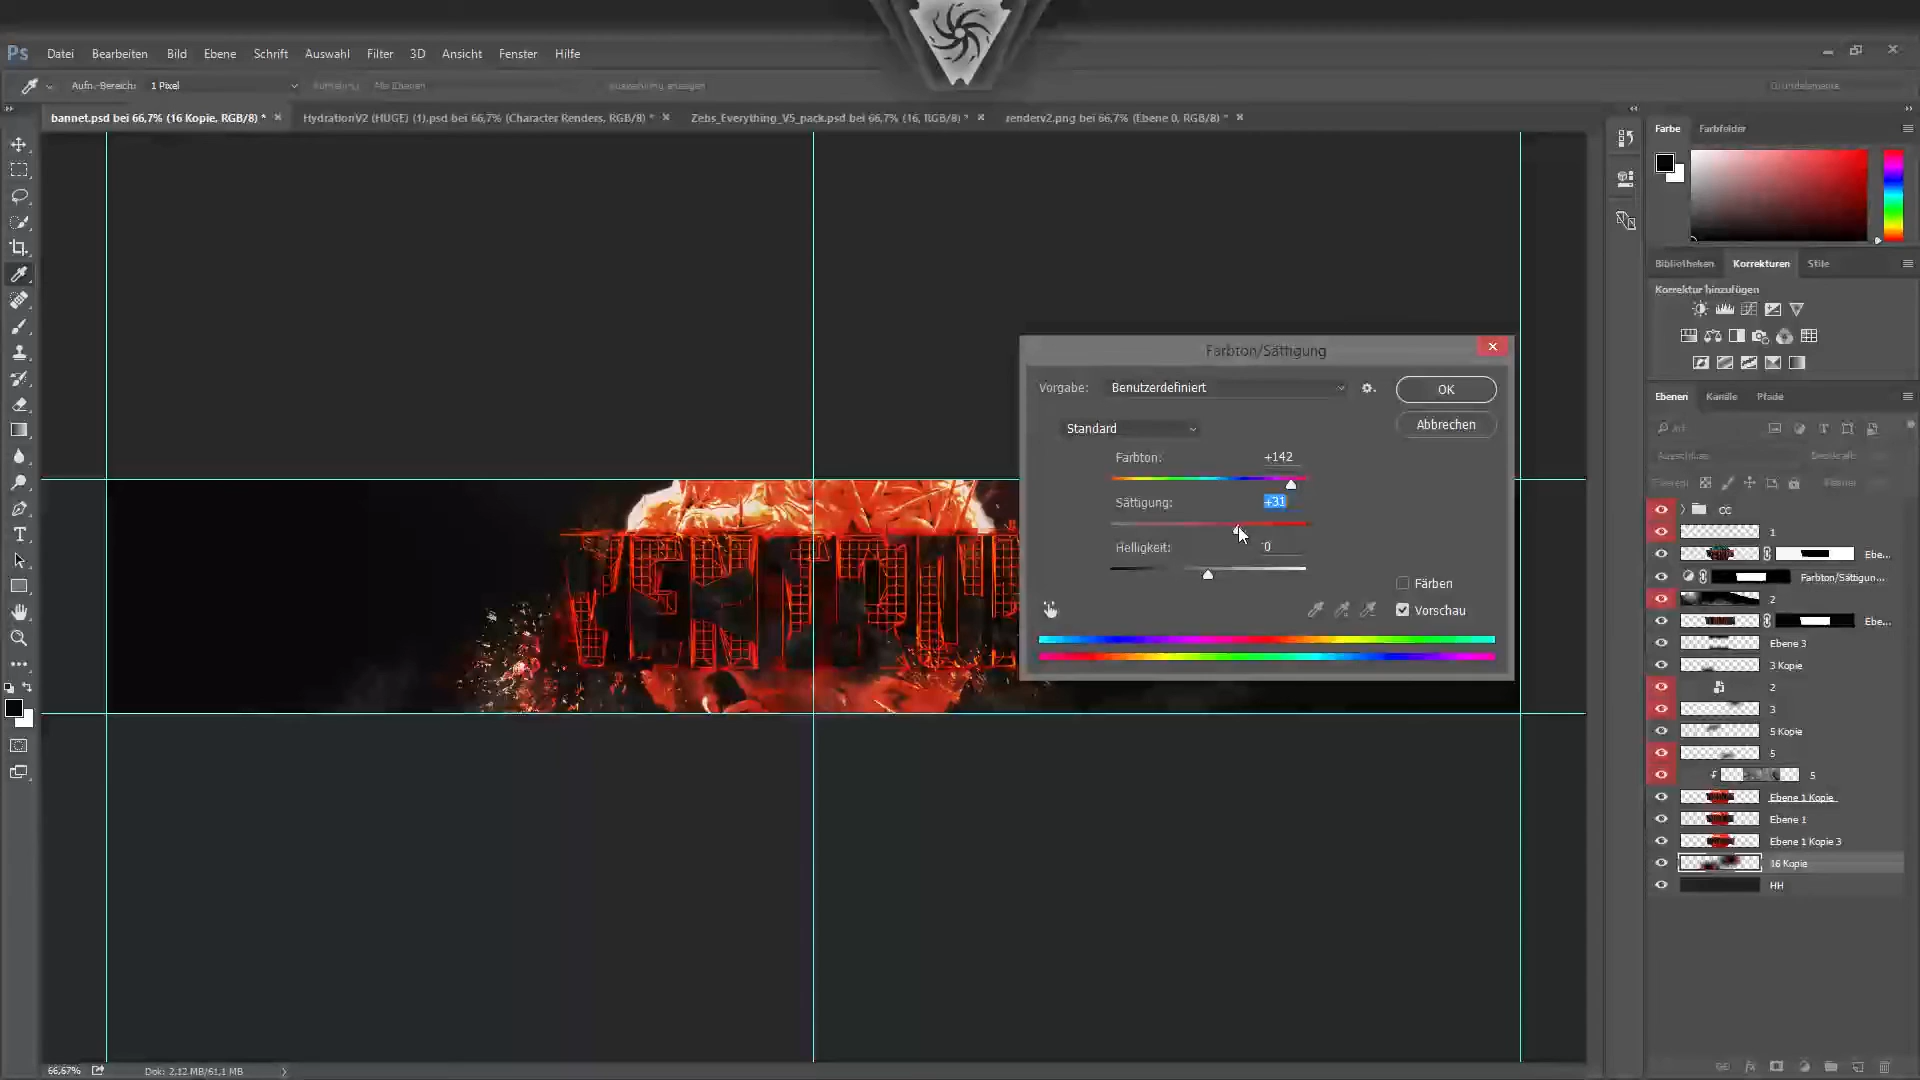 Ps Datei Bearbeiten Bild Ebene Schrift Auswahl Filter 3D Ansicht Fenster Hilfe
Aufn.-Bereich: 1 Pixel Alle Ebenen Auswahlring anzeigen Grundelemente
bannet.psd bei 66,7% (16 Kopie, RGB/8) * HydrationV2 (HUGE) (1).psd bei 66,7% (Character Renders, RGB/8) * Zebs_Everything_V5_pack.psd bei 66,7% (16, RGB/8) * renderv2.png bei 66,7% (Ebene 0, RGB/8) *
Farbe Farbfelder
Bibliotheken Korrekturen Stile
Korrektur hinzufügen
Farbton/Sättigung
Vorgabe: Benutzerdefiniert OK
Standard Abbrechen
Farbton: +142
Sättigung: +31
Helligkeit: 0
Färben
Vorschau
Ebenen Kanäle Pfade
Art
CC
1
Ebe...
Farbton/Sättigun...
2
Ebe...
Ebene 3
3 Kopie
2
3
5 Kopie
5
5
Ebene 1 Kopie
Ebene 1
Ebene 1 Kopie 3
16 Kopie
HH
66,67% Dok: 2,12 MB/61,1 MB